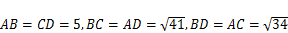 AB = CD = 5, BC = AD = √41, BD = AC = √34